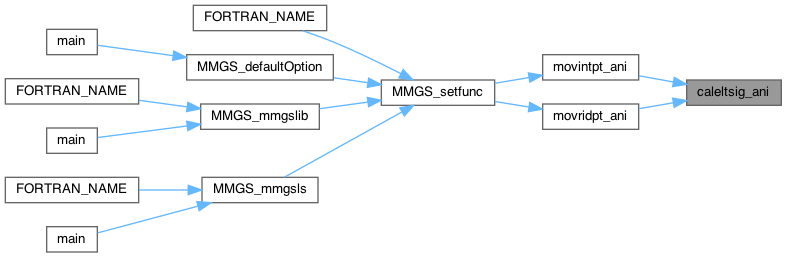 FORTRAN_NAME
main
MMGS_defaultOption
movintpt_ani
FORTRAN_NAME
MMGS_setfunc
caleltsig_ani
MMGS_mmgslib
movridpt_ani
main
FORTRAN_NAME
MMGS_mmgsls
main